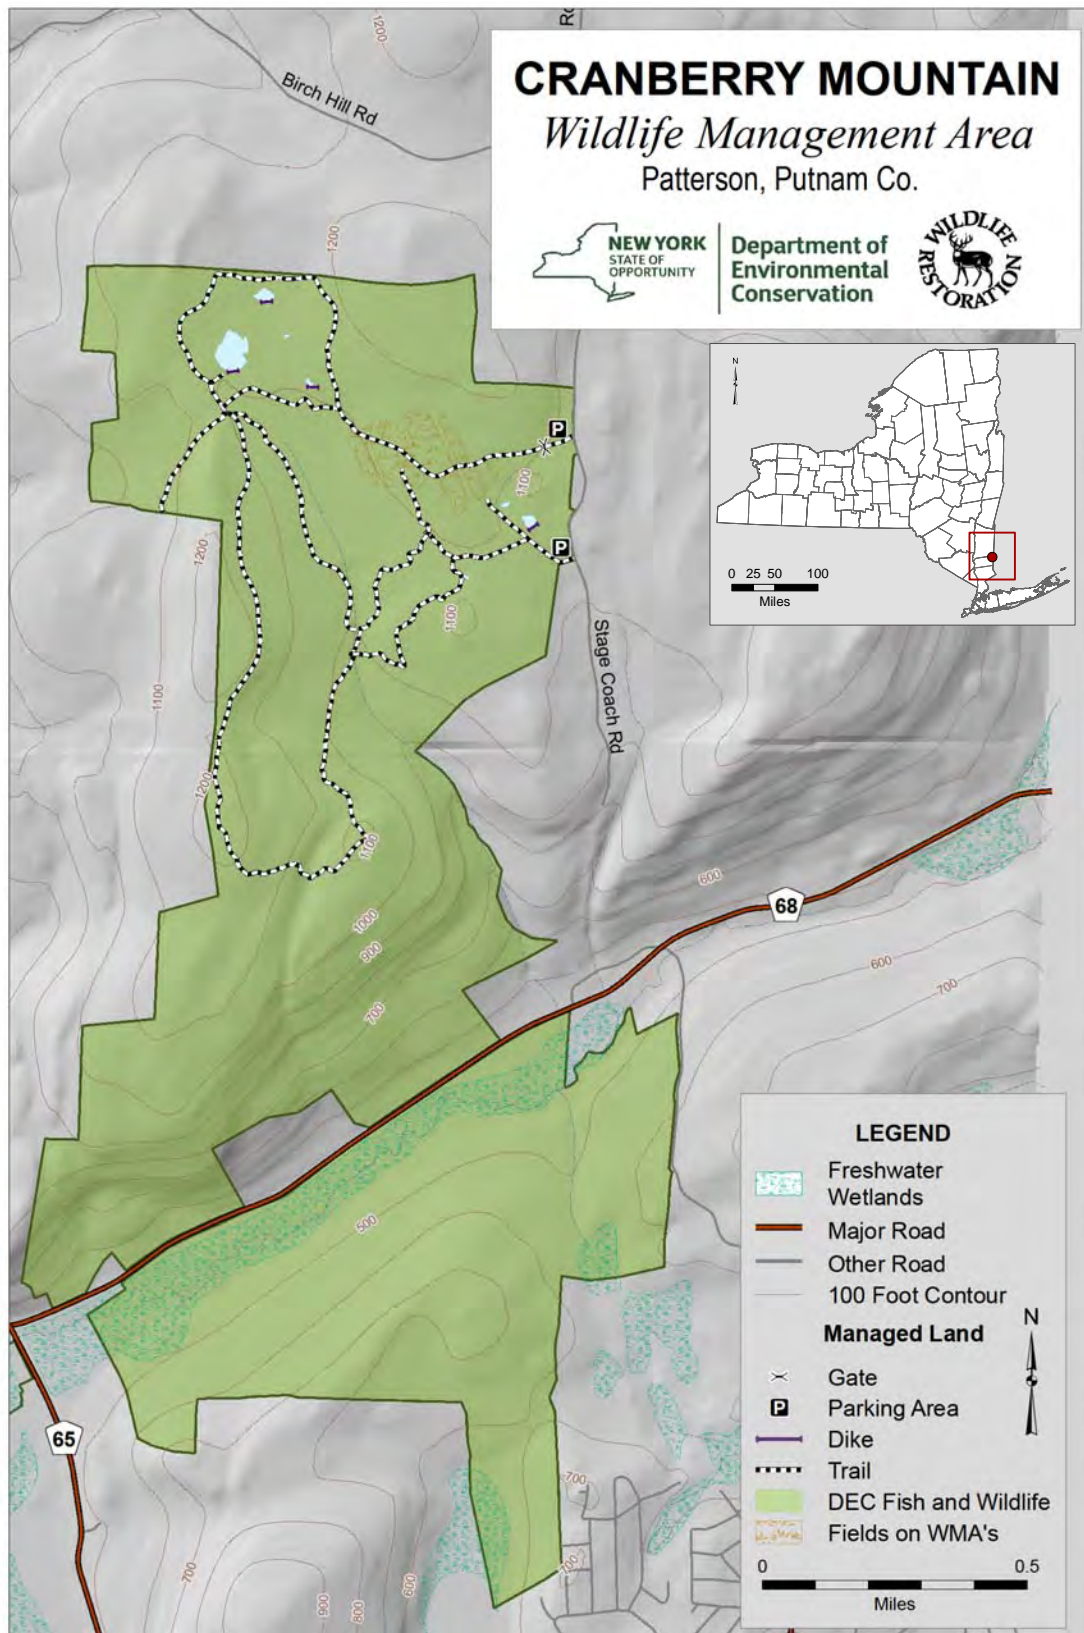 CRANBERRY MOUNTAIN
Wildlife Management Area
Patterson, Putnam Co.
NEW YORK
STATE OF
OPPORTUNITY
Department of
Environmental
Conservation
WILDLIFE
RESTORATION
Birch Hill Rd
1200
1200
N
0 25 50 100
Miles
P
1100
P
1200
1100
Stage Coach Rd
1100
1200
1100
600
68
1000
900
600
700
700
500
65
700
700
700
900
800
600
LEGEND
Freshwater
Wetlands
Major Road
Other Road
100 Foot Contour
Managed Land
N
Gate
P Parking Area
Dike
Trail
DEC Fish and Wildlife
Fields on WMA's
0 0.5
Miles